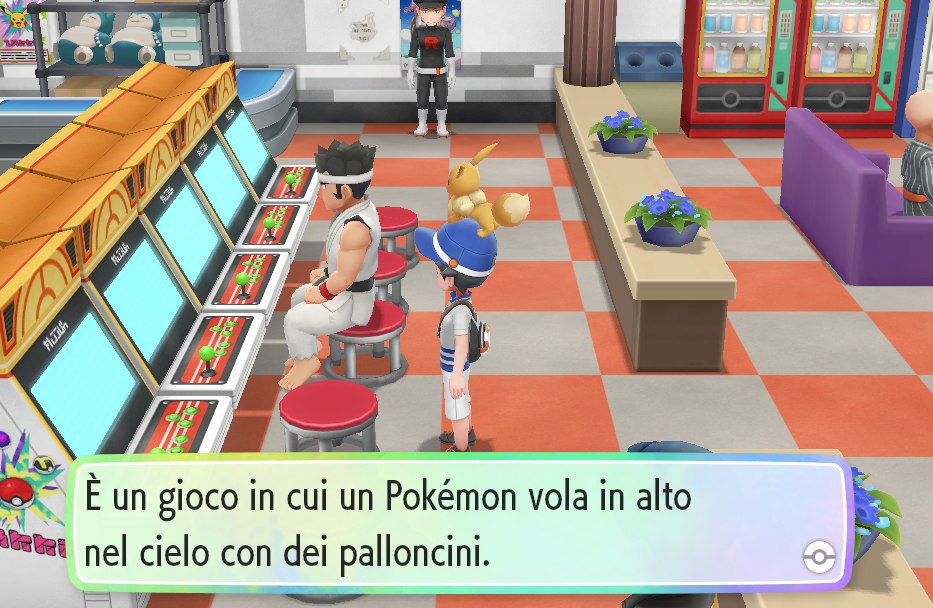 È un gioco in cui un Pokémon vola in alto
nel cielo con dei palloncini.